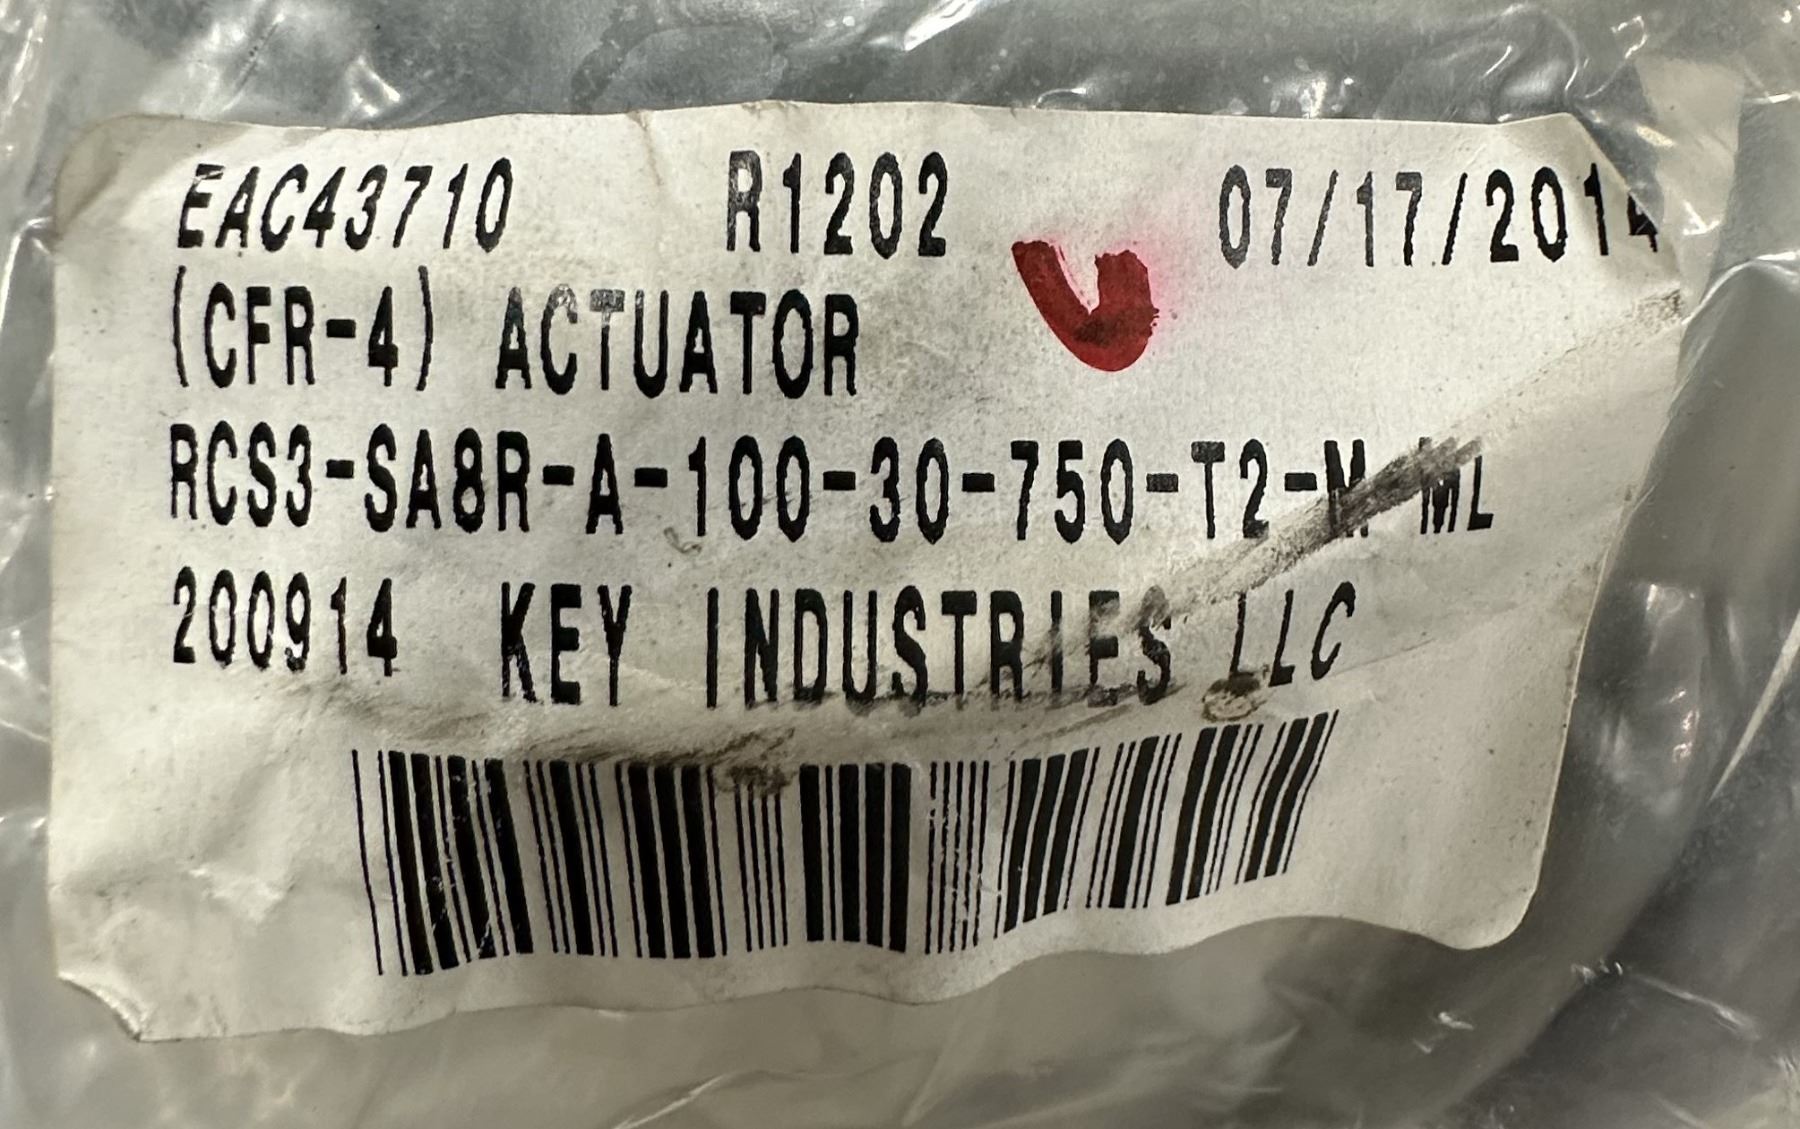 EAC43710 R1202 07/17/2014
(CFR-4) ACTUATOR
RCS3-SA8R-A-100-30-750-T2-M-ML
200914 KEY INDUSTRIES LLC